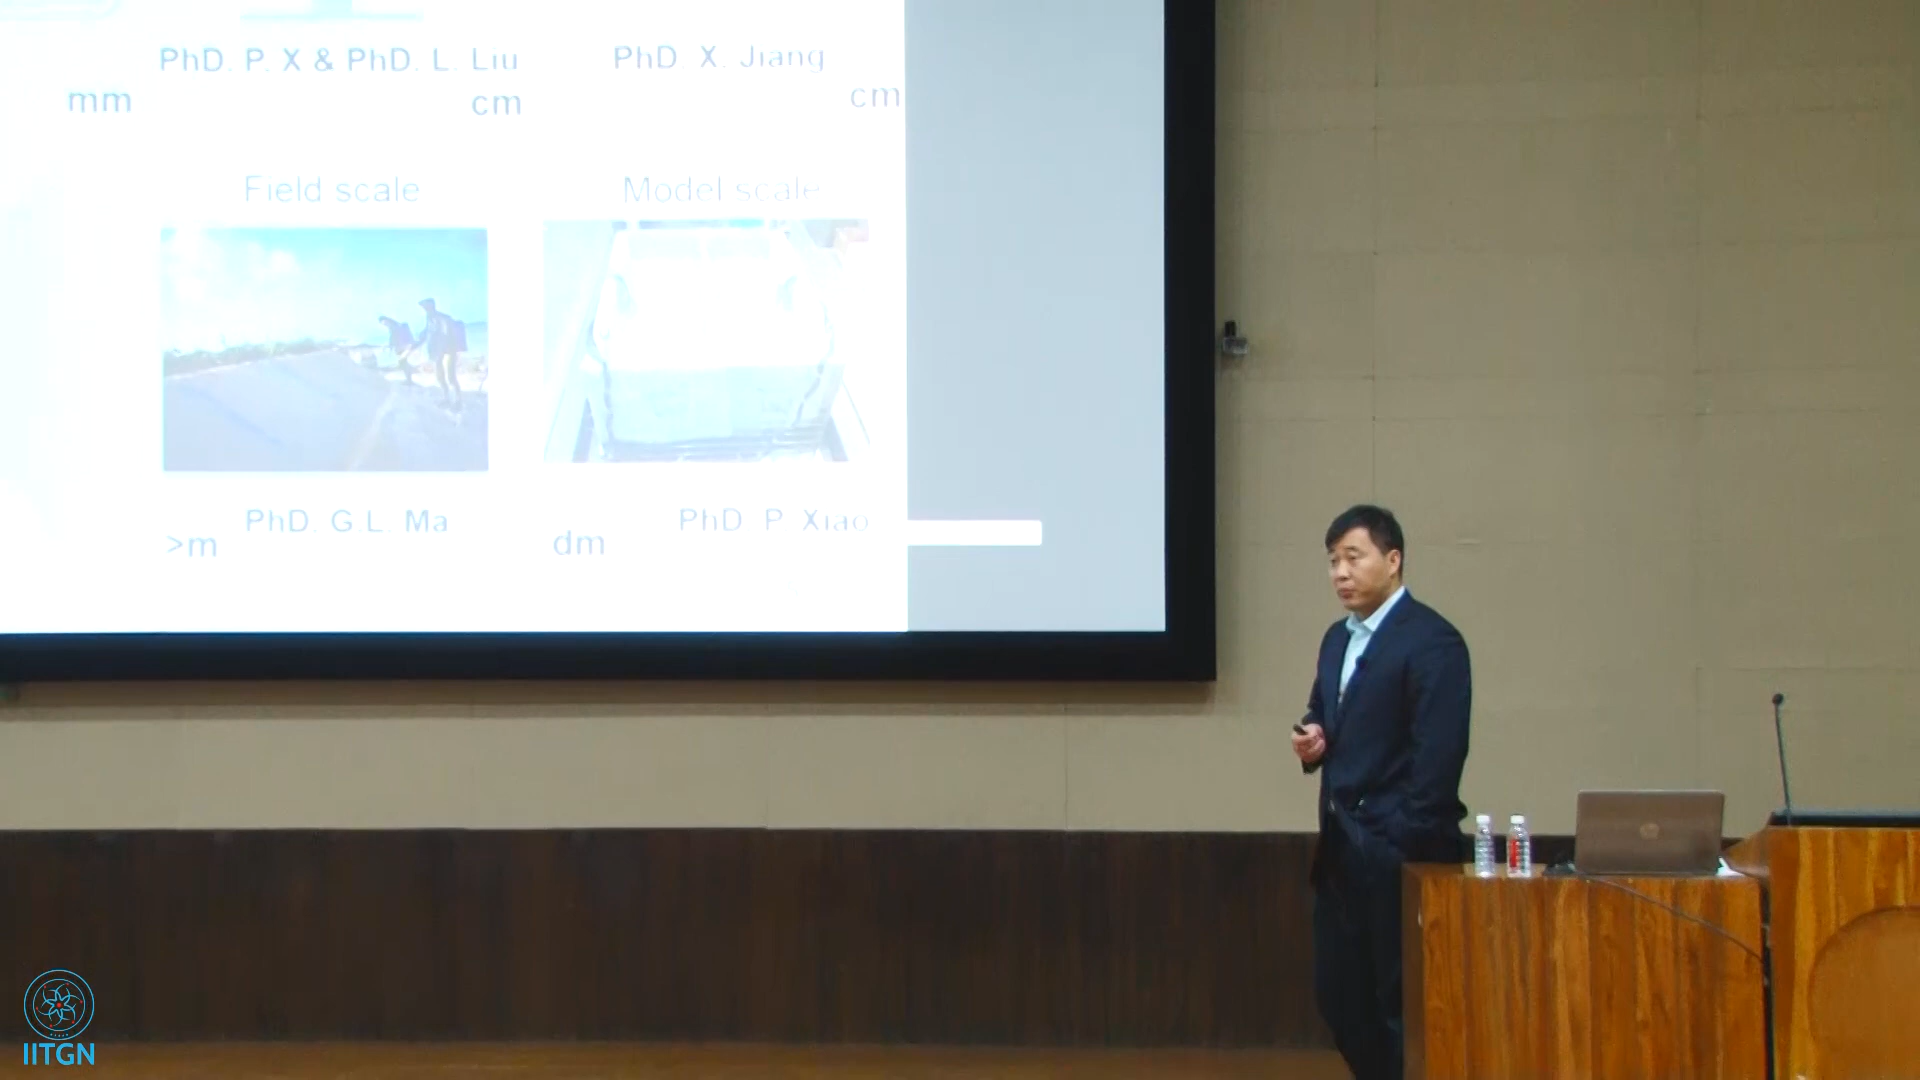 PhD. P. X & PhD. L. Liu
PhD. X. Jiang
mm
cm
cm
Field scale
Model scale
PhD. G.L. Ma
PhD P. Xiao
>m
dm
IITGN